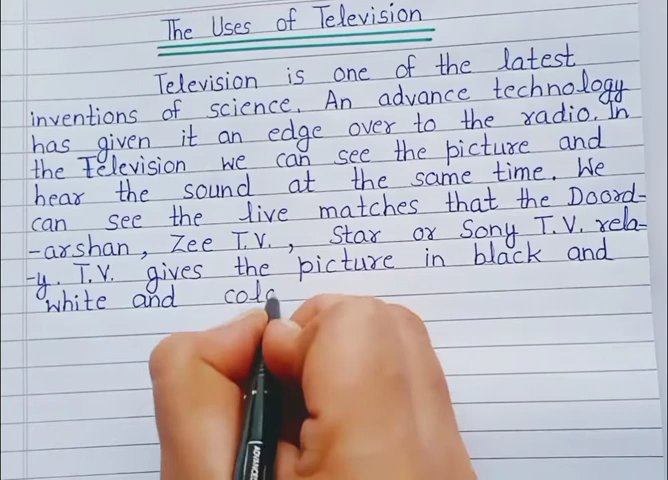 The Uses of Television
Television is one of the latest
inventions of science. An advance technology
has given it an edge over to the radio. In
the Television we can see the picture and
hear the sound at the same time. We
can see the live matches that the Doord-
-arshan, Zee T.V., Star or Sony T.V. rela-
-y. T.V. gives the picture in black and
white and colo
ADVANCED